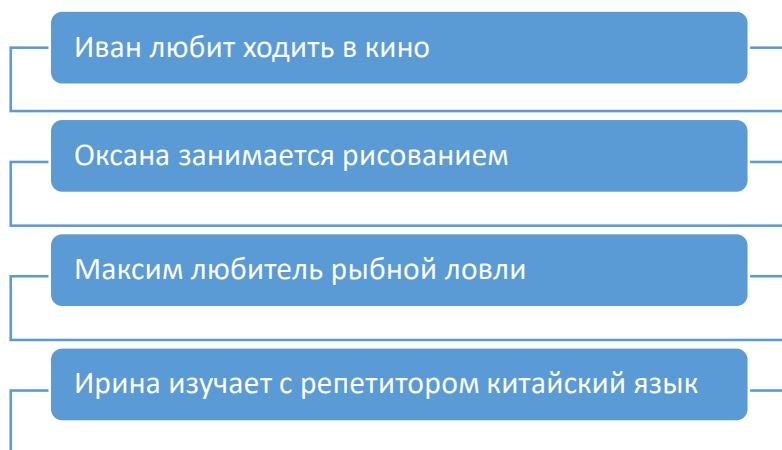 Иван любит ходить в кино
Оксана занимается рисованием
Максим любитель рыбной ловли
Ирина изучает с репетитором китайский язык